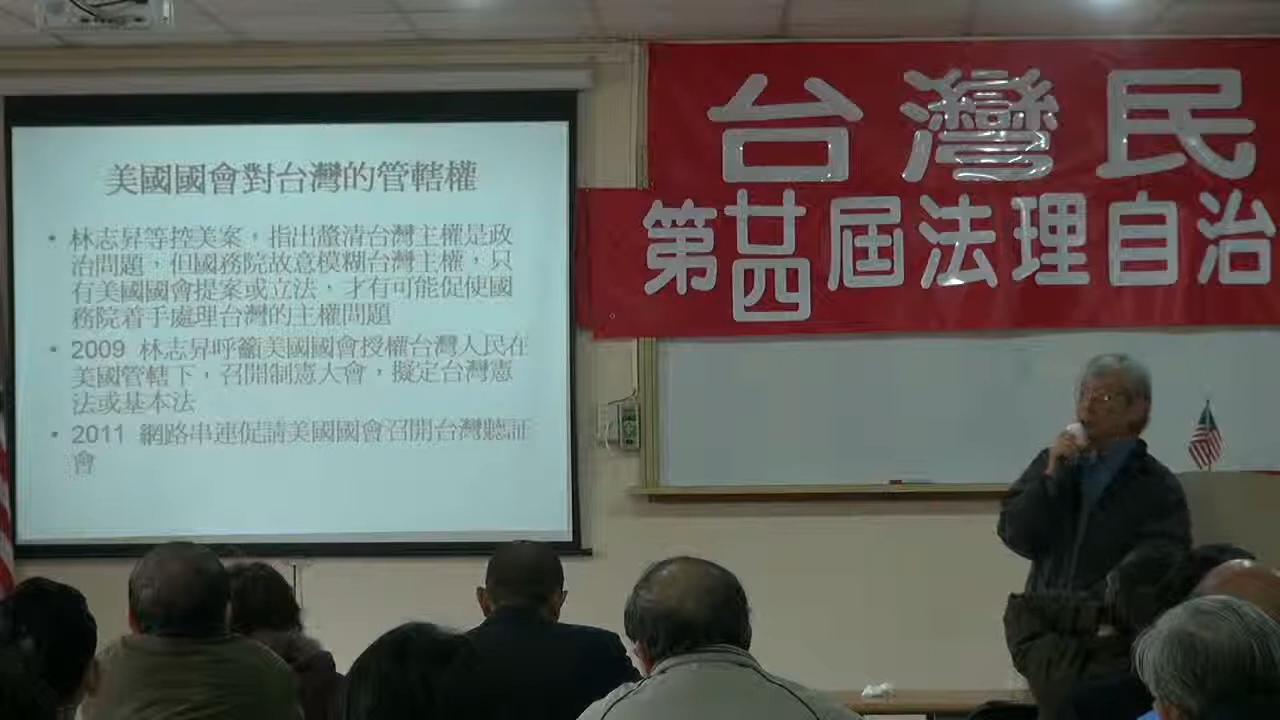 美國國會對台灣的管轄權
• 林志昇等控美案，指出釐清台灣主權是政
治問題，但國務院故意模糊台灣主權，只
有美國國會提案或立法，才有可能促使國
務院着手處理台灣的主權問題
• 2009 林志昇呼籲美國國會授權台灣人民在
美國管轄下，召開制憲大會，擬定台灣憲
法或基本法
• 2011 網路串連促請美國國會召開台灣聽証
會
台灣民
第廿四屆法理自治